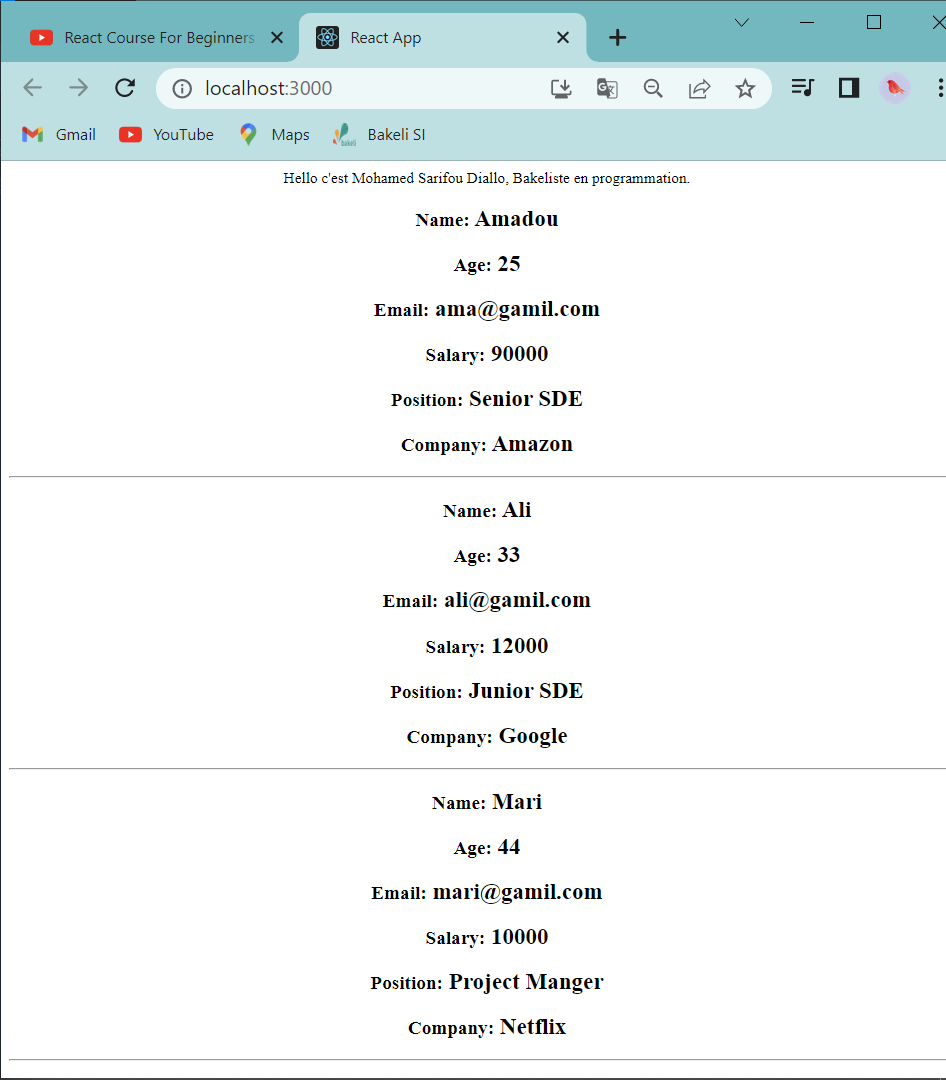 React Course For Beginners
React App
localhost:3000
Gmail
YouTube
Maps
bakeli
Bakeli SI
Hello c'est Mohamed Sarifou Diallo, Bakeliste en programmation.
Name: Amadou
Age: 25
Email: ama@gamil.com
Salary: 90000
Position: Senior SDE
Company: Amazon
Name: Ali
Age: 33
Email: ali@gamil.com
Salary: 12000
Position: Junior SDE
Company: Google
Name: Mari
Age: 44
Email: mari@gamil.com
Salary: 10000
Position: Project Manger
Company: Netflix